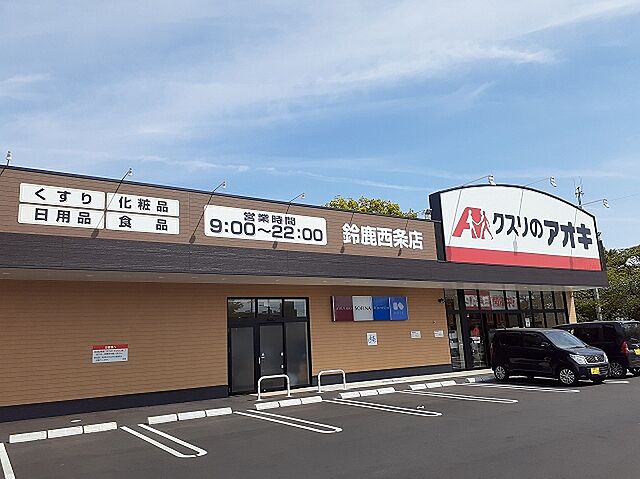 くすり 化粧品
日用品 食品
営業時間
9:00～22:00
鈴鹿西条店
クスリのアオキ
SOFINA